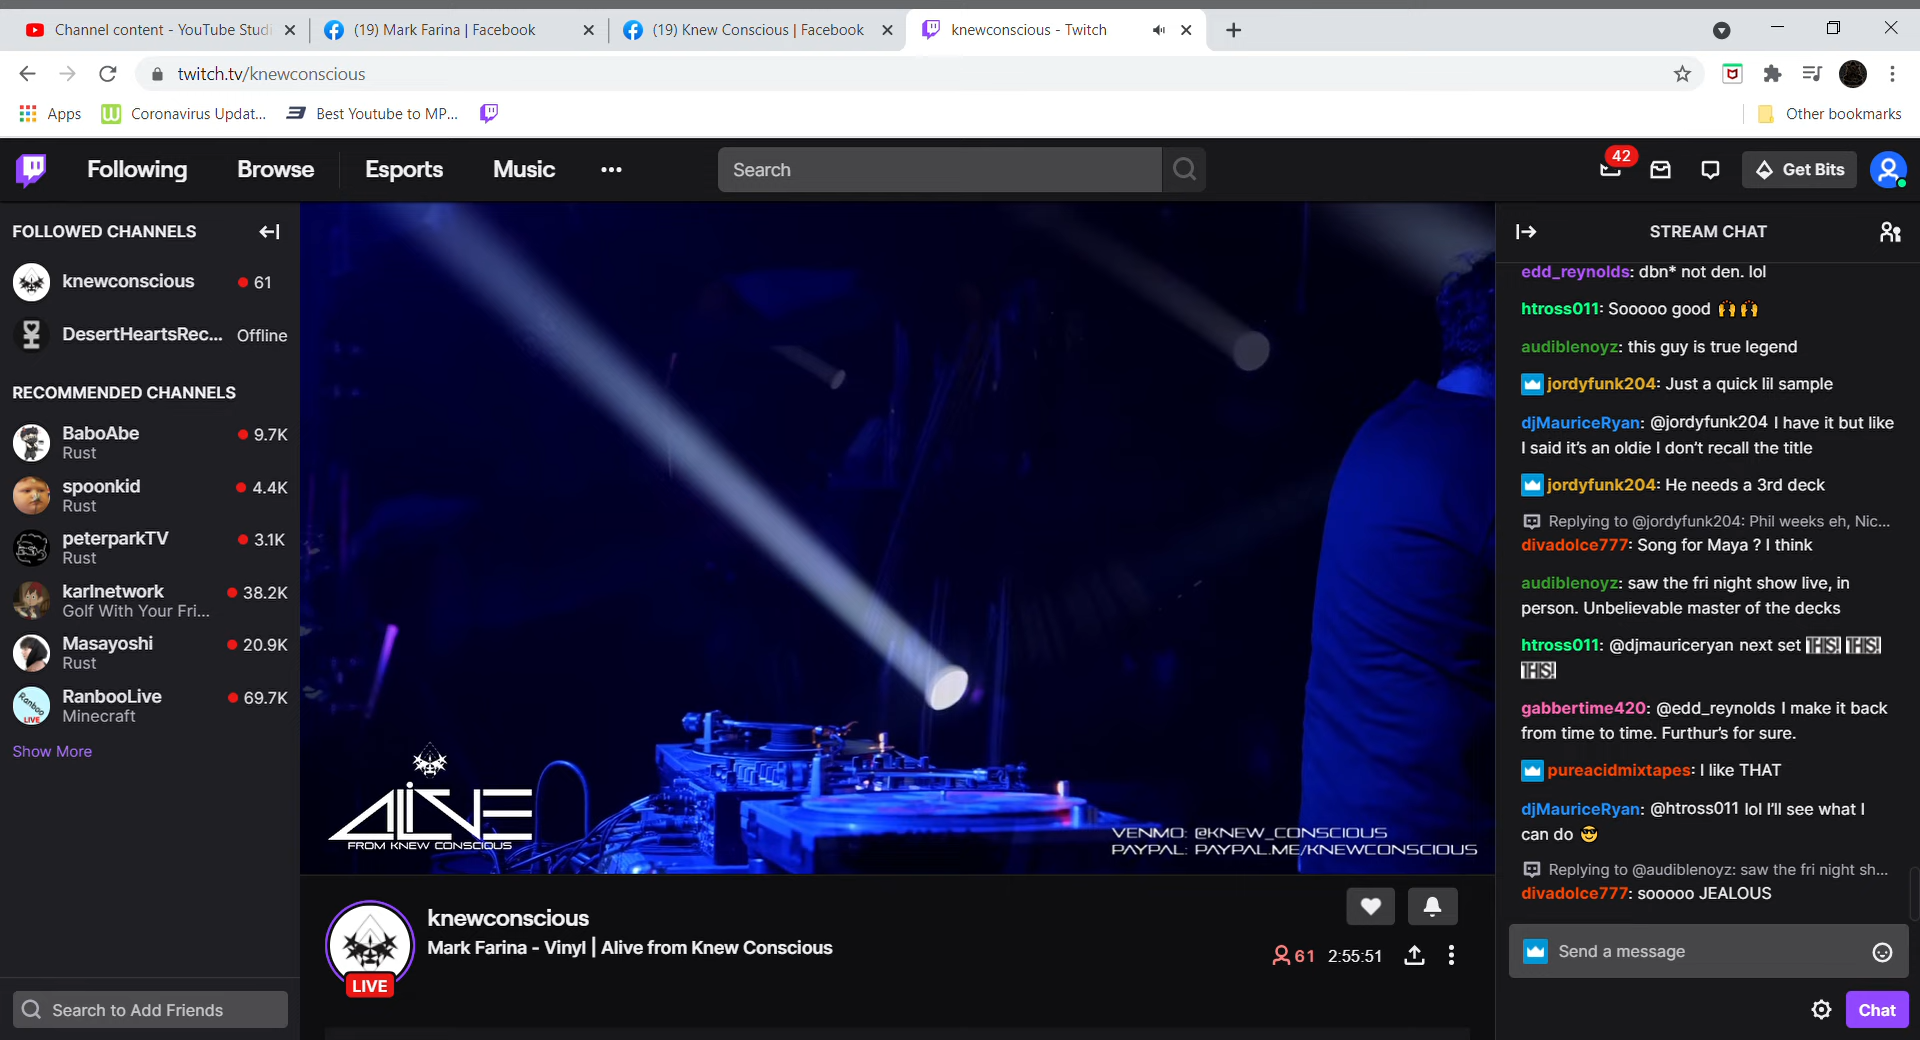 Channel content - YouTube Studi
(19) Mark Farina | Facebook
(19) Knew Conscious | Facebook
knewconscious - Twitch
twitch.tv/knewconscious
Apps
Coronavirus Updat...
Best Youtube to MP...
Other bookmarks
Following
Browse
Esports
Music
Search
42
Get Bits
FOLLOWED CHANNELS
knewconscious
61
DesertHeartsRec...
Offline
RECOMMENDED CHANNELS
BaboAbe
9.7K
Rust
spoonkid
4.4K
Rust
peterparkTV
3.1K
Rust
karlnetwork
38.2K
Golf With Your Fri...
Masayoshi
20.9K
Rust
Ranboo
LIVE
RanbooLive
69.7K
Minecraft
Show More
Search to Add Friends
ALIVE
FROM KNEW CONSCIOUS
VENMO: @KNEW_CONSCIOUS
PAYPAL: PAYPAL.ME/KNEWCONSCIOUS
LIVE
knewconscious
Mark Farina - Vinyl | Alive from Knew Conscious
61
2:55:51
STREAM CHAT
edd_reynolds: dbn* not den. lol
htross011: Sooooo good 🙌🙌
audiblenoyz: this guy is true legend
jordyfunk204: Just a quick lil sample
djMauriceRyan: @jordyfunk204 I have it but like
I said it's an oldie I don't recall the title
jordyfunk204: He needs a 3rd deck
Replying to @jordyfunk204: Phil weeks eh, Nic...
divadolce777: Song for Maya ? I think
audiblenoyz: saw the fri night show live, in
person. Unbelievable master of the decks
htross011: @djmauriceryan next set THIS! THIS!
THIS!
gabbertime420: @edd_reynolds I make it back
from time to time. Furthur's for sure.
pureacidmixtapes: I like THAT
djMauriceRyan: @htross011 lol I'll see what I
can do 😎
Replying to @audiblenoyz: saw the fri night sh...
divadolce777: sooooo JEALOUS
Send a message
Chat